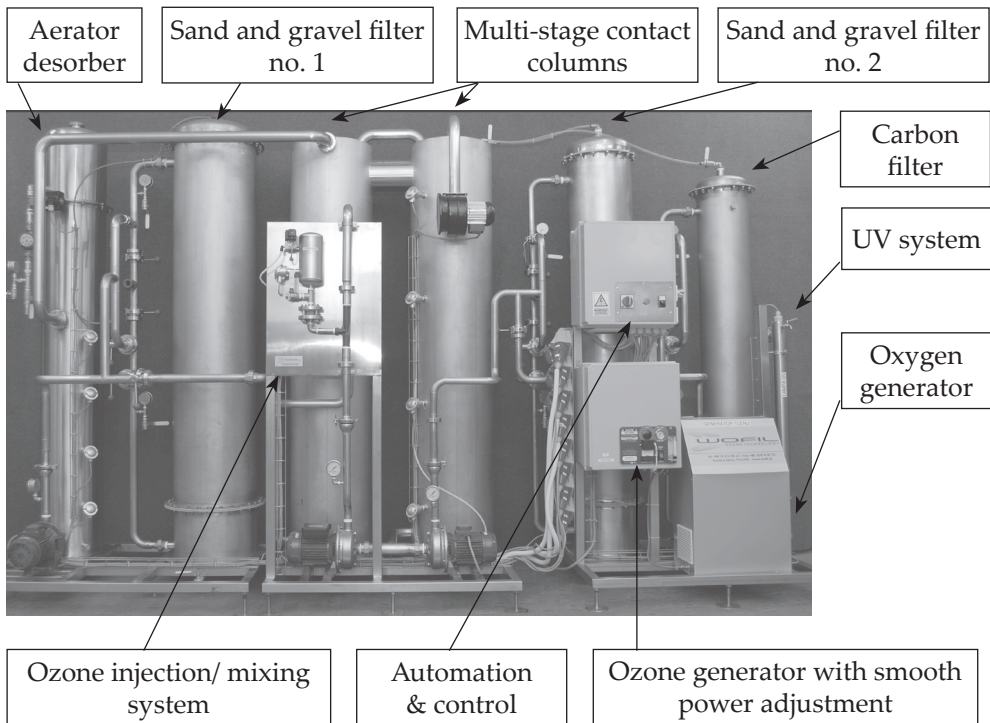 Aerator
desorber
Sand and gravel filter
no. 1
Multi-stage contact
columns
Sand and gravel filter
no. 2
Carbon
filter
UV system
Oxygen
generator
WOFIL
Ozone injection/ mixing
system
Automation
& control
Ozone generator with smooth
power adjustment